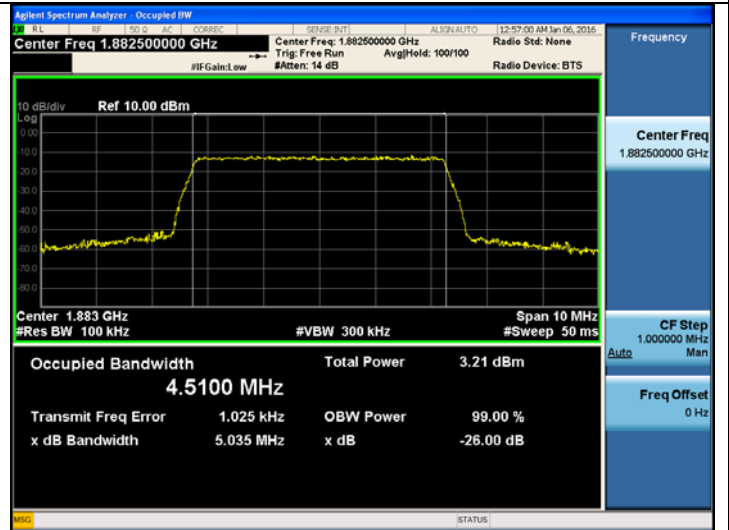 Agilent Spectrum Analyzer - Occupied BW
RL RF 50 Ω AC CORREC SENSE:INT ALIGN AUTO 12:57:00 AM Jan 06, 2016
Center Freq 1.882500000 GHz Center Freq: 1.882500000 GHz Radio Std: None
Trig: Free Run Avg|Hold: 100/100
#IFGain:Low #Atten: 14 dB Radio Device: BTS
Frequency
10 dB/div Ref 10.00 dBm
Log
0.00
-10.0
-20.0
-30.0
-40.0
-50.0
-60.0
-70.0
-80.0
Center 1.883 GHz Span 10 MHz
#Res BW 100 kHz #VBW 300 kHz #Sweep 50 ms
Occupied Bandwidth Total Power 3.21 dBm
4.5100 MHz
Transmit Freq Error 1.025 kHz OBW Power 99.00 %
x dB Bandwidth 5.035 MHz x dB -26.00 dB
Center Freq
1.882500000 GHz
CF Step
1.000000 MHz
Auto Man
Freq Offset
0 Hz
MSG STATUS